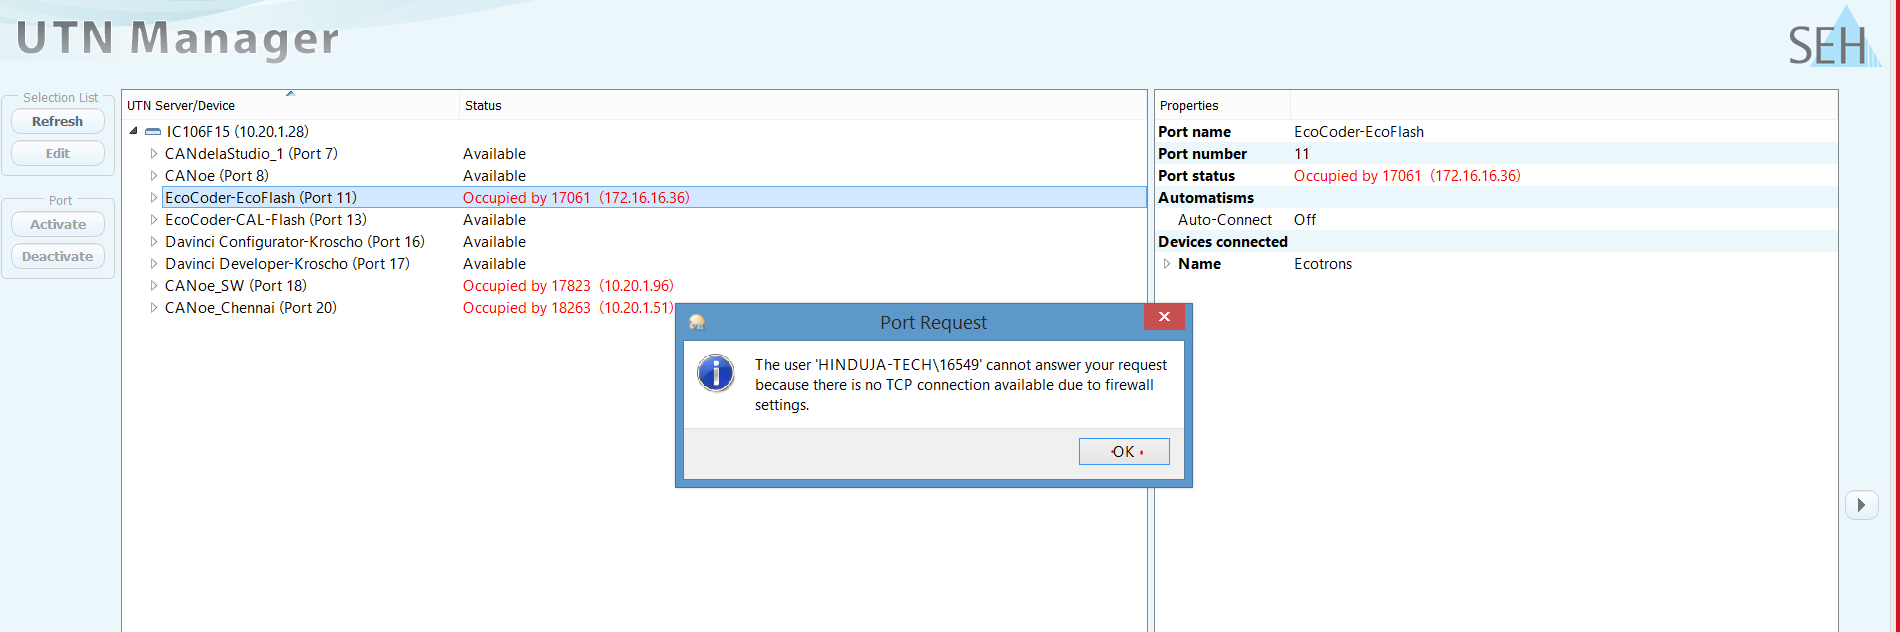 UTN Manager
SEH
Selection List
Refresh
Edit
Port
Activate
Deactivate
UTN Server/Device Status
IC106F15 (10.20.1.28)
CANdelaStudio_1 (Port 7) Available
CANoe (Port 8) Available
EcoCoder-EcoFlash (Port 11) Occupied by 17061 (172.16.16.36)
EcoCoder-CAL-Flash (Port 13) Available
Davinci Configurator-Kroscho (Port 16) Available
Davinci Developer-Kroscho (Port 17) Available
CANoe_SW (Port 18) Occupied by 17823 (10.20.1.96)
CANoe_Chennai (Port 20) Occupied by 18263 (10.20.1.51)
Properties
Port name EcoCoder-EcoFlash
Port number 11
Port status Occupied by 17061 (172.16.16.36)
Automatisms
Auto-Connect Off
Devices connected
Name Ecotrons
Port Request
The user 'HINDUJA-TECH\16549' cannot answer your request
because there is no TCP connection available due to firewall
settings.
OK